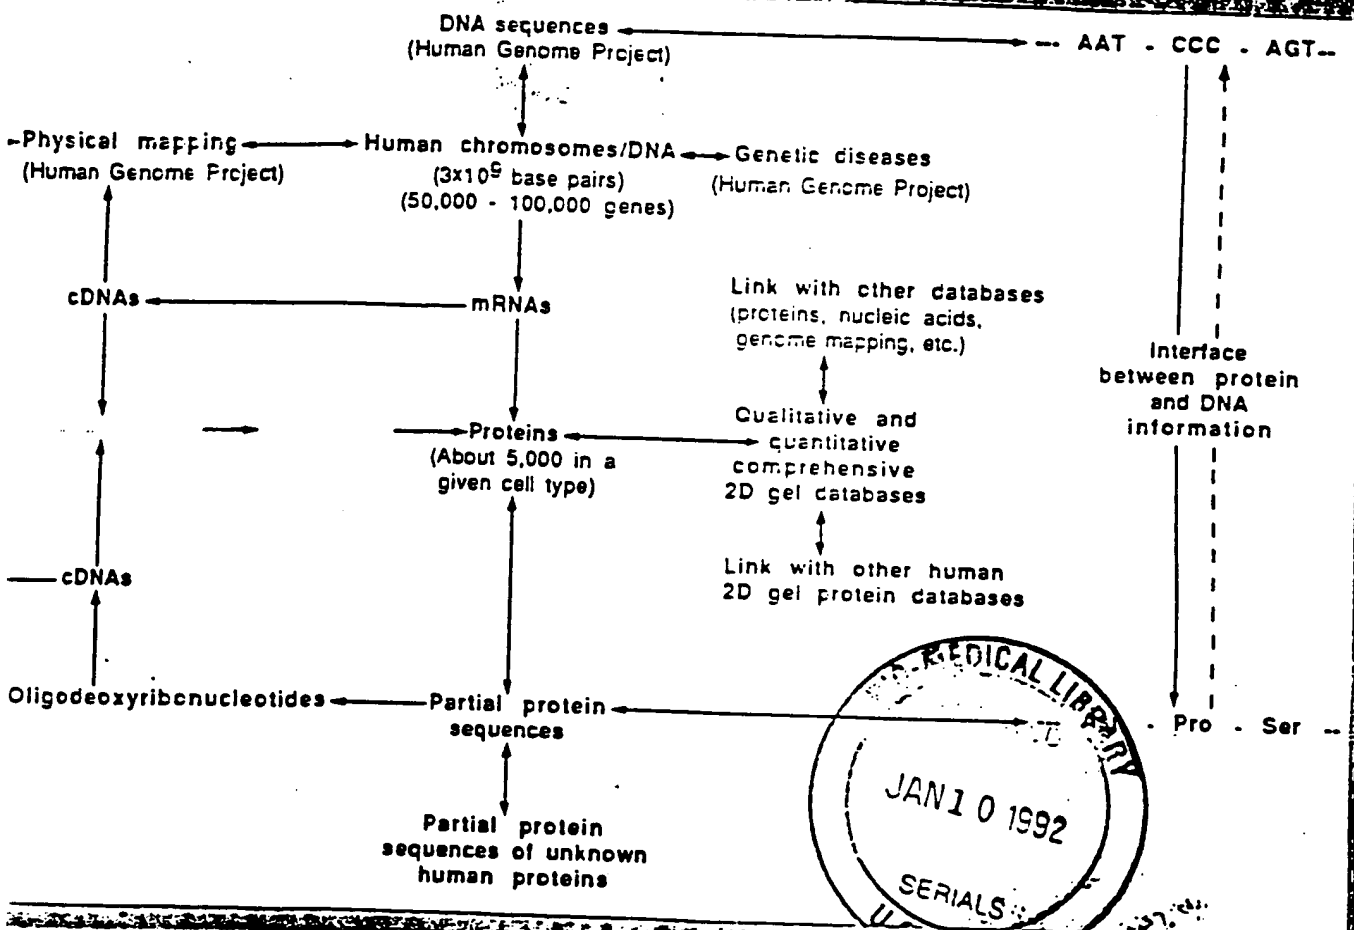 DNA sequences
(Human Genome Project)
--- AAT - CCC - AGT--
Physical mapping
(Human Genome Project)
Human chromosomes/DNA
(3x10⁹ base pairs)
(50,000 - 100,000 genes)
Genetic diseases
(Human Genome Project)
cDNAs
mRNAs
Link with other databases
(proteins, nucleic acids,
genome mapping, etc.)
Interface
between protein
and DNA
information
Proteins
(About 5,000 in a
given cell type)
Qualitative and
quantitative
comprehensive
2D gel databases
cDNAs
Link with other human
2D gel protein databases
Oligodeoxyribonucleotides
Partial protein
sequences
- Pro - Ser --
Partial protein
sequences of unknown
human proteins
MEDICAL LIBRARY
JAN 10 1992
SERIALS